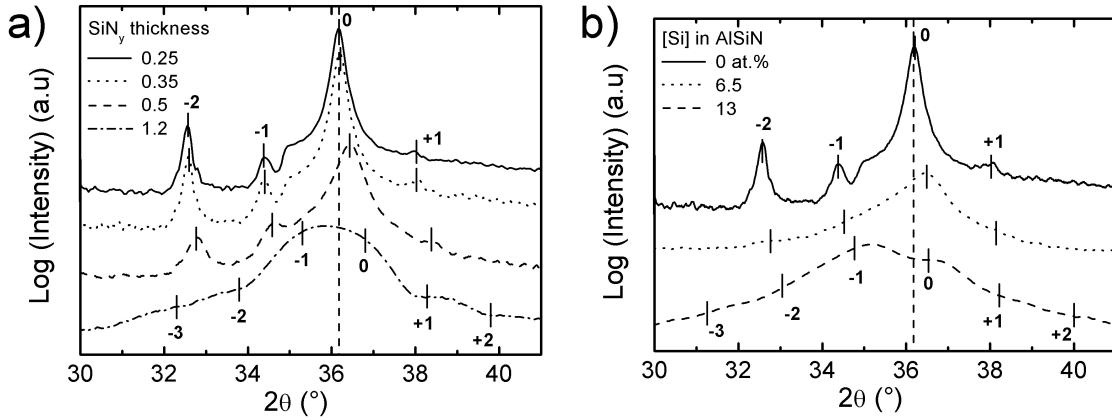 a)
SiNy thickness
0.25
0.35
0.5
1.2
0
-2
-1
+1
-1
0
-3
-2
+1
+2
Log (Intensity) (a.u)
30 32 34 36 38 40
2θ (°)
b)
[Si] in AlSiN
0 at.%
6.5
13
0
-2
-1
+1
-1
0
-2
-3
+1
+2
Log (Intensity) (a.u)
30 32 34 36 38 40
2θ (°)